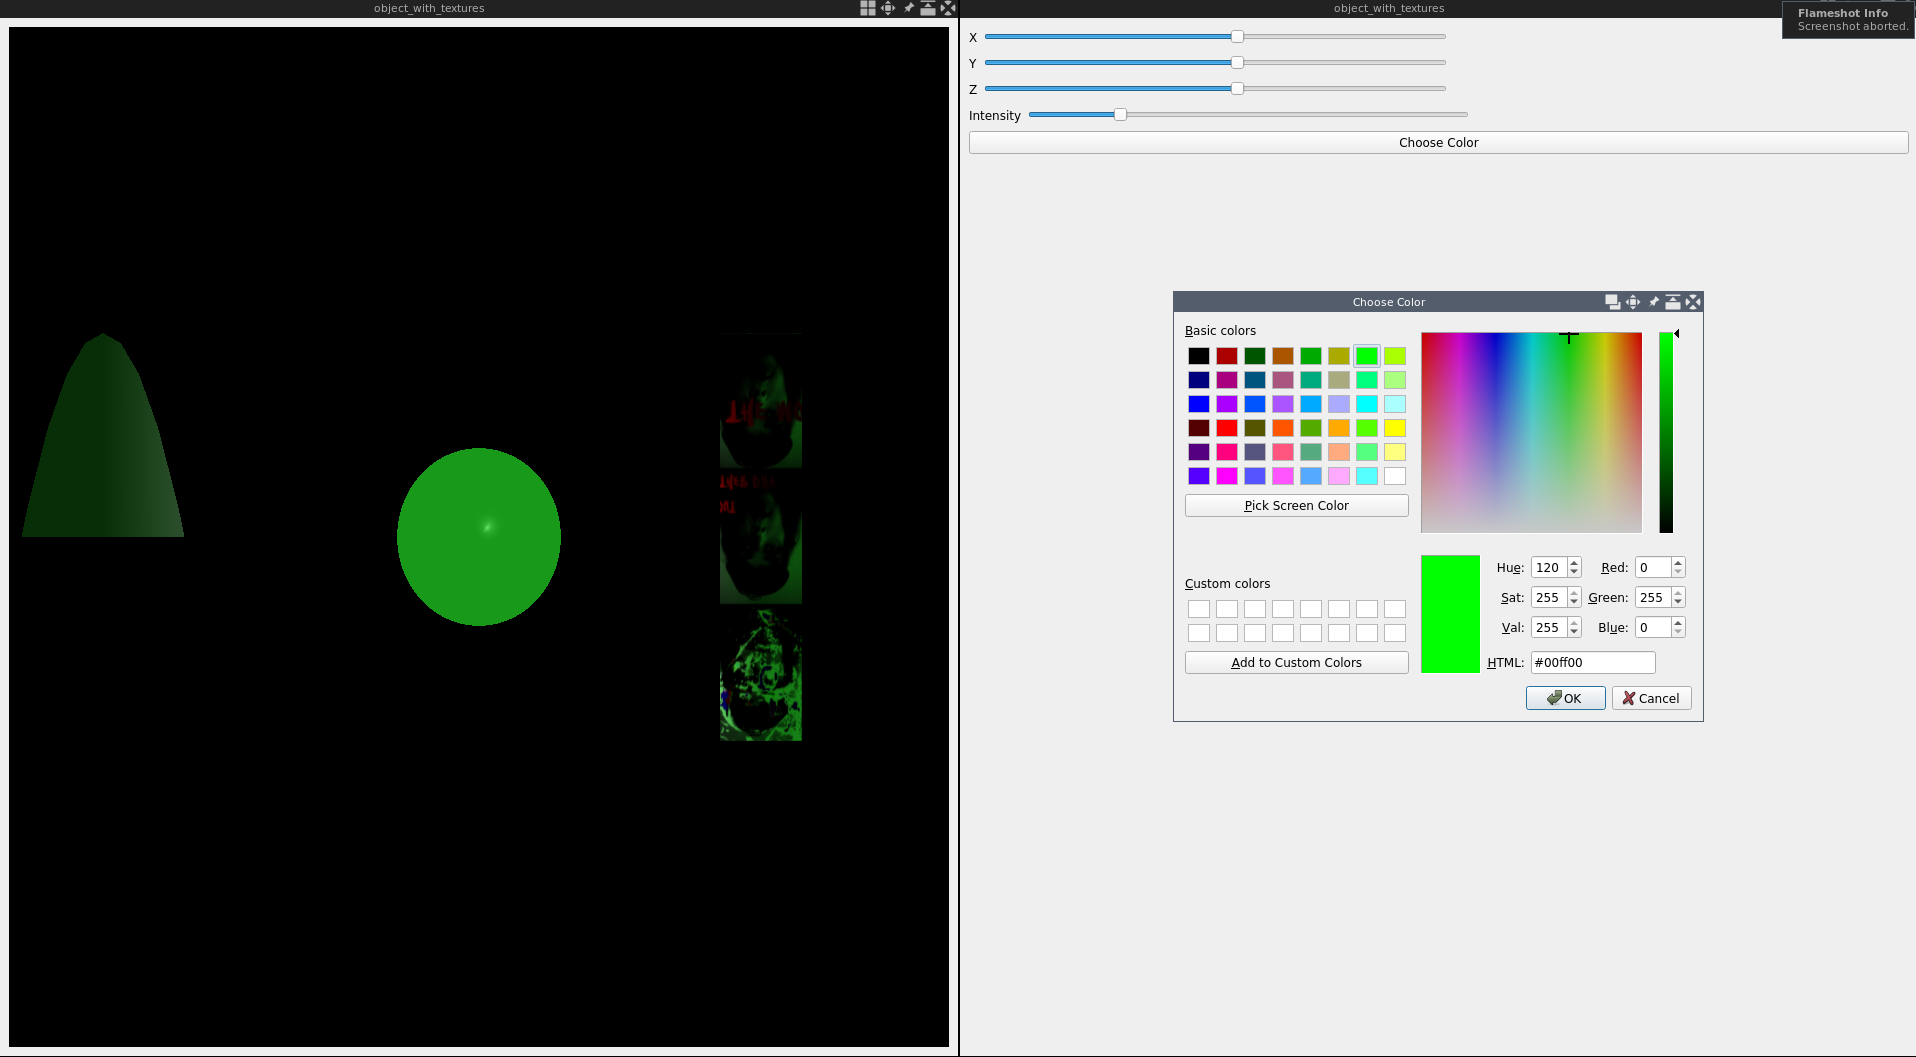 object_with_textures
object_with_textures
Flameshot Info
Screenshot aborted.
X
Y
Z
Intensity
Choose Color
Choose Color
Basic colors
Pick Screen Color
Custom colors
Add to Custom Colors
Hue: 120 Red: 0
Sat: 255 Green: 255
Val: 255 Blue: 0
HTML: #00ff00
OK Cancel